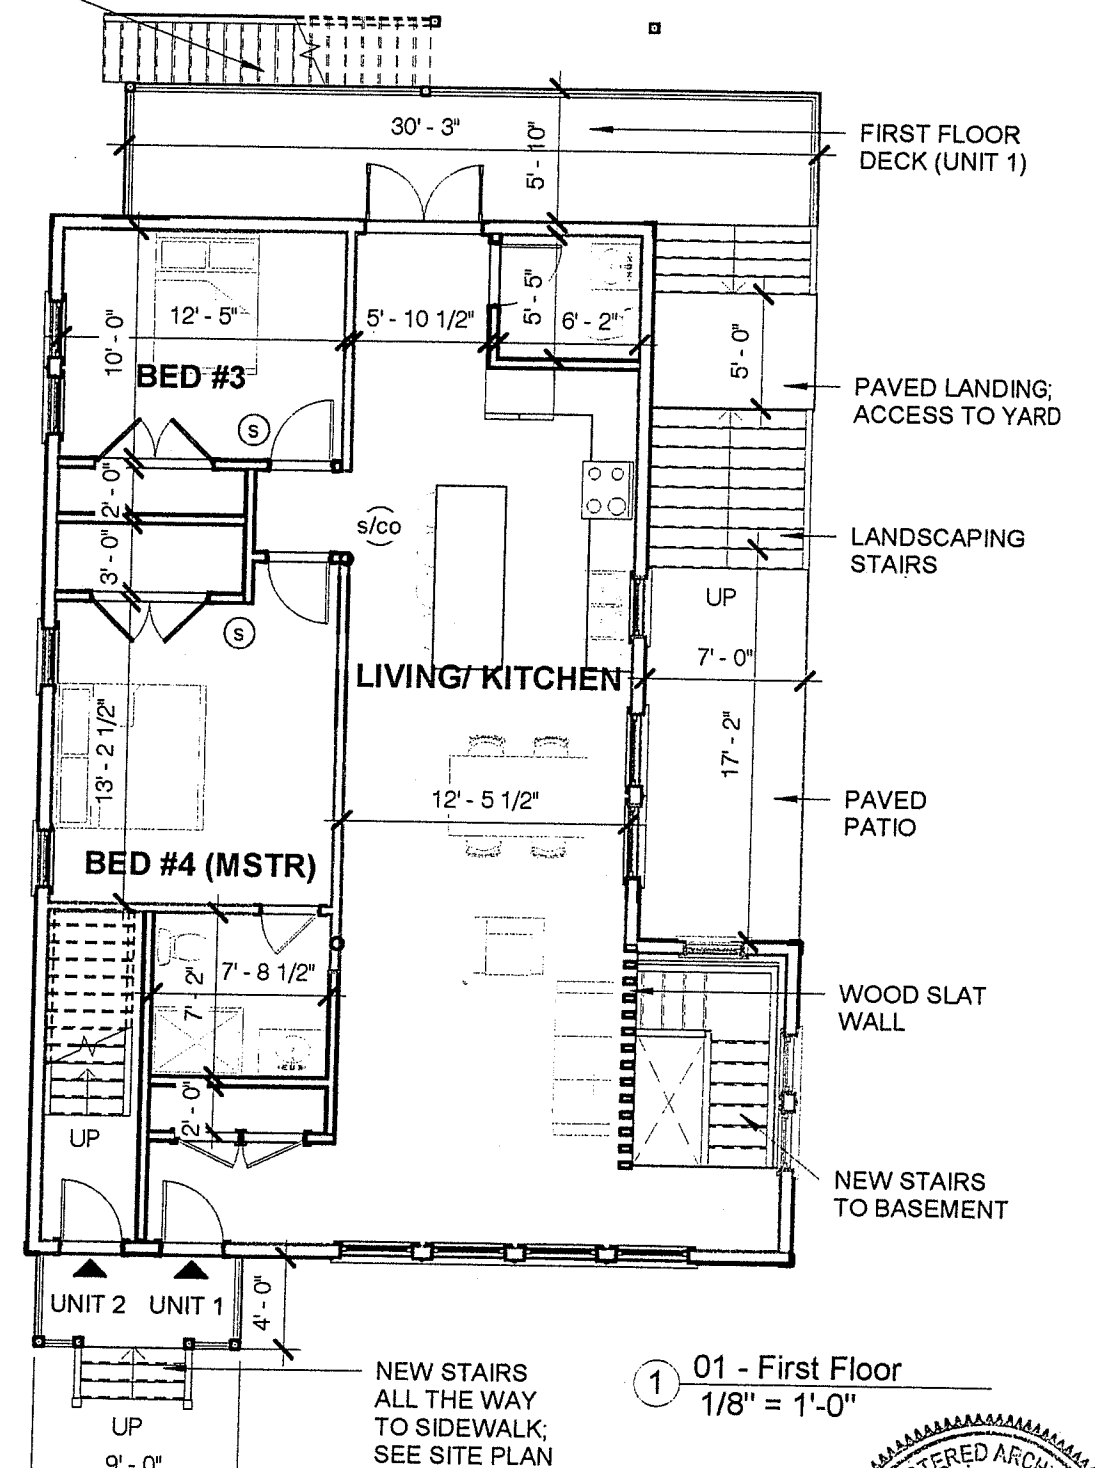 30' - 3"
5' - 10"
FIRST FLOOR
DECK (UNIT 1)
12' - 5"
10' - 0"
5' - 10 1/2"
5' - 5"
6' - 2"
5' - 0"
BED #3
PAVED LANDING;
ACCESS TO YARD
S
2' - 0"
s/co
LANDSCAPING
STAIRS
3' - 0"
UP
S
7' - 0"
LIVING/ KITCHEN
13' - 2 1/2"
17' - 2"
12' - 5 1/2"
PAVED
PATIO
BED #4 (MSTR)
7' - 8 1/2"
7' - 2"
WOOD SLAT
WALL
2' - 0"
UP
NEW STAIRS
TO BASEMENT
UNIT 2
UNIT 1
4' - 0"
NEW STAIRS
ALL THE WAY
TO SIDEWALK;
SEE SITE PLAN
1
01 - First Floor
1/8" = 1'-0"
UP
9' - 0"
STERED ARCH